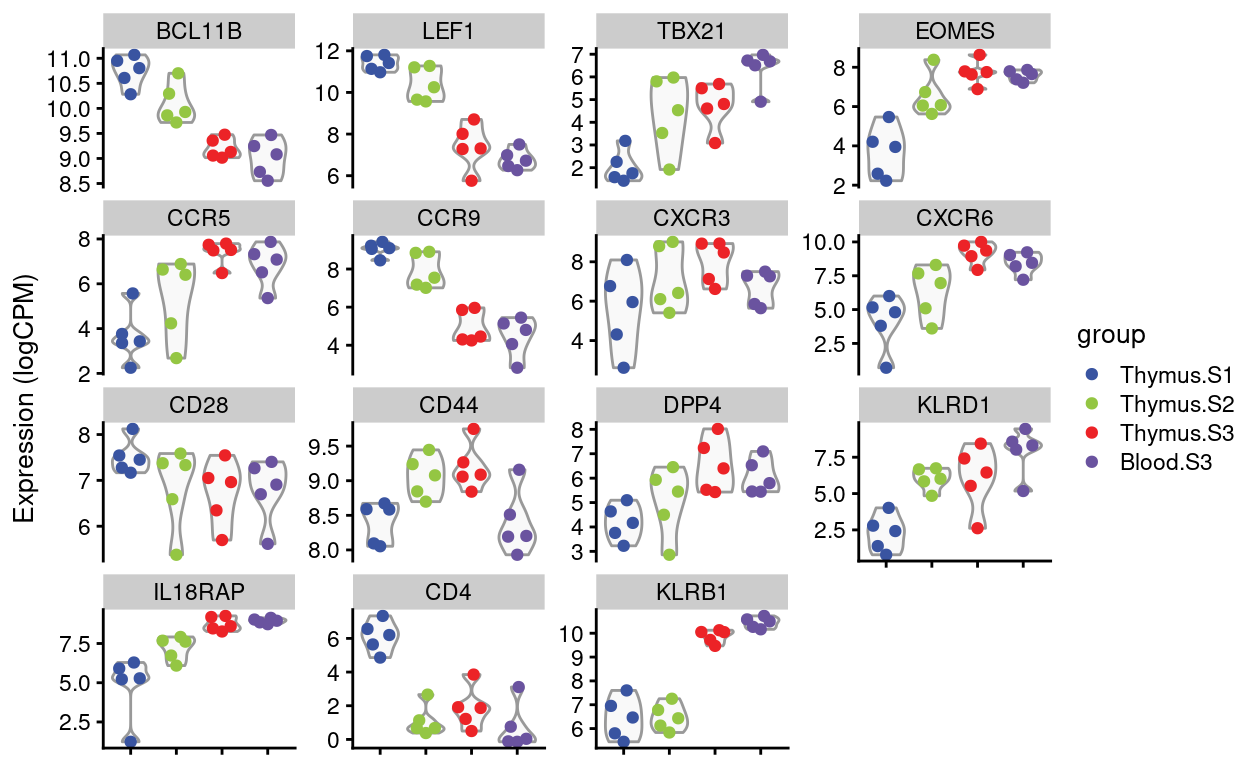 BCL11B LEF1 TBX21 EOMES
11.0 10.5 10.0 9.5 9.0 8.5
12 10 8 6
7 6 5 4 3 2
8 6 4 2
CCR5 CCR9 CXCR3 CXCR6
8 6 4 2
8 6 4
8 6 4
10.0 7.5 5.0 2.5
CD28 CD44 DPP4 KLRD1
8 7 6
9.5 9.0 8.5 8.0
8 7 6 5 4 3
7.5 5.0 2.5
IL18RAP CD4 KLRB1
7.5 5.0 2.5
6 4 2 0
10 9 8 7 6
Expression (logCPM)
group
Thymus.S1
Thymus.S2
Thymus.S3
Blood.S3